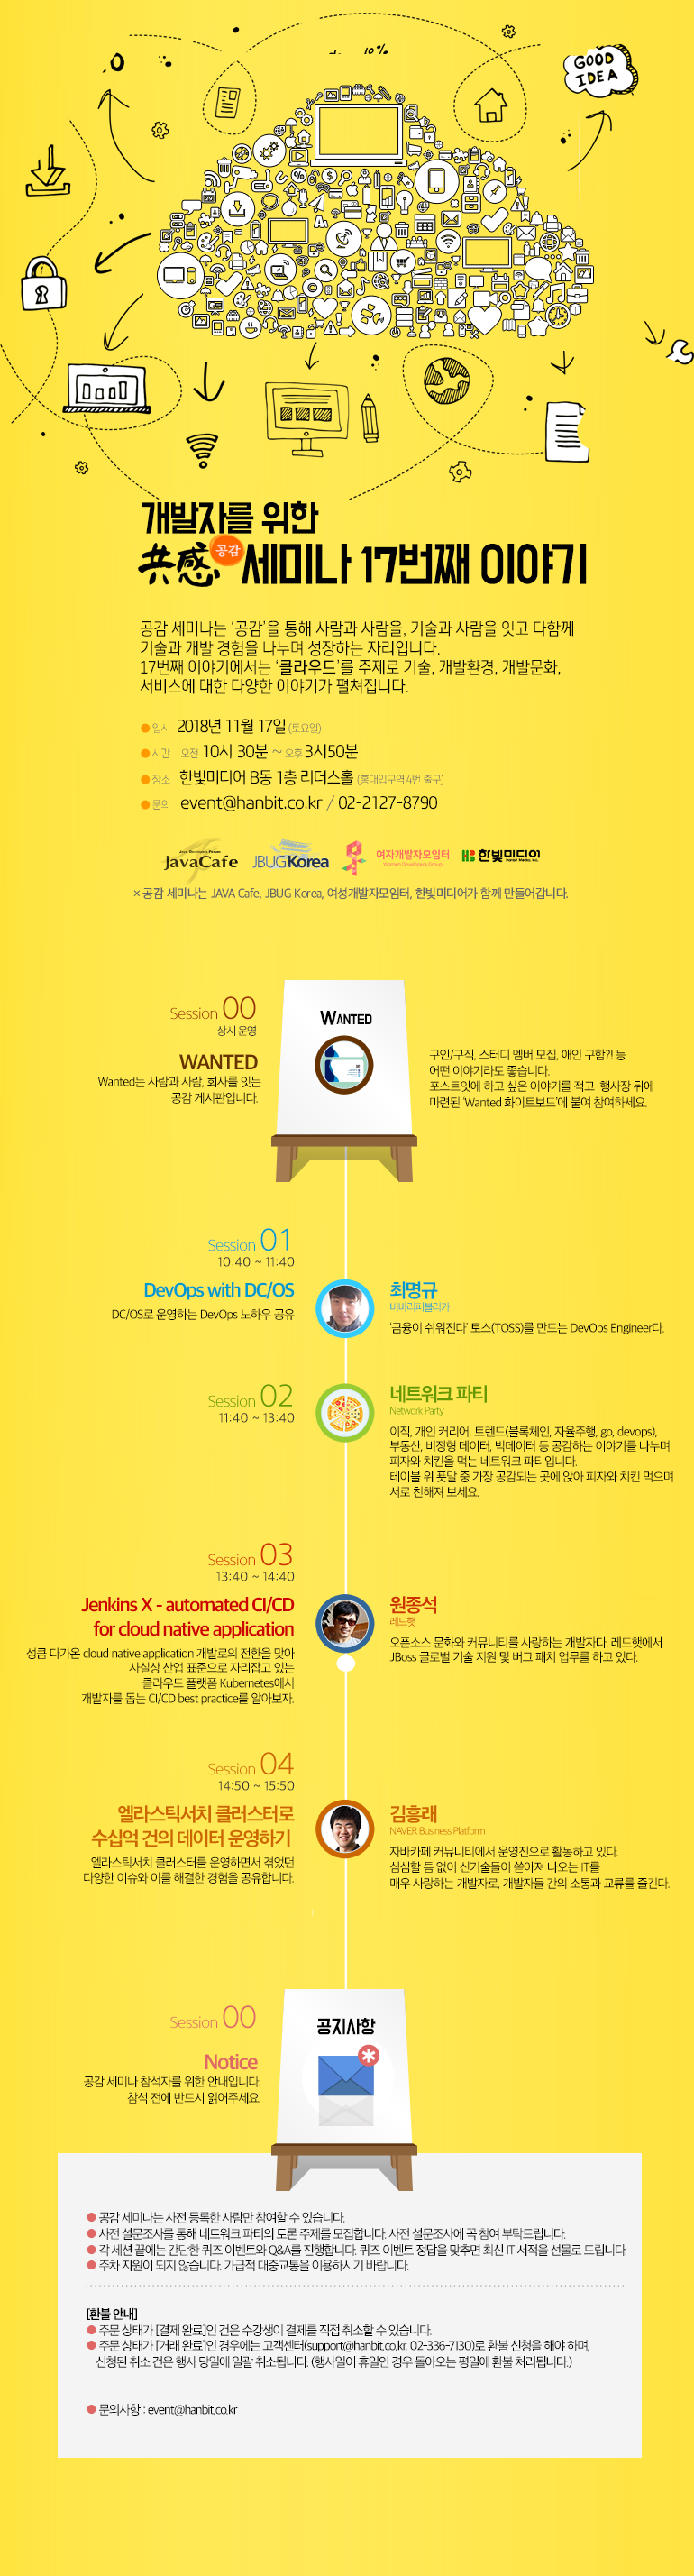 10%
GOOD
IDEA
개발자를 위한
共感 공감 세미나 17번째 이야기
공감 세미나는 '공감'을 통해 사람과 사람을, 기술과 사람을 잇고 다함께
기술과 개발 경험을 나누며 성장하는 자리입니다.
17번째 이야기에서는 '클라우드'를 주제로 기술, 개발환경, 개발문화,
서비스에 대한 다양한 이야기가 펼쳐집니다.
● 일시 2018년 11월 17일 (토요일)
● 시간 오전 10시 30분 ~ 오후 3시50분
● 장소 한빛미디어 B동 1층 리더스홀 (홍대입구역 4번 출구)
● 문의 event@hanbit.co.kr / 02-2127-8790
JavaCafe JBUG Korea 여자개발자모임터 한빛미디어
Women Developers Group
× 공감 세미나는 JAVA Cafe, JBUG Korea, 여성개발자모임터, 한빛미디어가 함께 만들어갑니다.
Session 00
상시 운영
WANTED
Wanted는 사람과 사람, 회사를 잇는
공감 게시판입니다.
WANTED
구인/구직, 스터디 멤버 모집, 애인 구함?! 등
어떤 이야기라도 좋습니다.
포스트잇에 하고 싶은 이야기를 적고 행사장 뒤에
마련된 'Wanted 화이트보드'에 붙여 참여하세요.
Session 01
10:40 ~ 11:40
DevOps with DC/OS
DC/OS로 운영하는 DevOps 노하우 공유
최명규
비바리퍼블리카
'금융이 쉬워진다' 토스(TOSS)를 만드는 DevOps Engineer다.
Session 02
11:40 ~ 13:40
네트워크 파티
Network Party
이직, 개인 커리어, 트렌드(블록체인, 자율주행, go, devops),
부동산, 비정형 데이터, 빅데이터 등 공감하는 이야기를 나누며
피자와 치킨을 먹는 네트워크 파티입니다.
테이블 위 푯말 중 가장 공감되는 곳에 앉아 피자와 치킨 먹으며
서로 친해져 보세요.
Session 03
13:40 ~ 14:40
Jenkins X - automated CI/CD
for cloud native application
성큼 다가온 cloud native application 개발로의 전환을 맞아
사실상 산업 표준으로 자리잡고 있는
클라우드 플랫폼 Kubernetes에서
개발자를 돕는 CI/CD best practice를 알아보자.
원종석
레드햇
오픈소스 문화와 커뮤니티를 사랑하는 개발자다. 레드햇에서
JBoss 글로벌 기술 지원 및 버그 패치 업무를 하고 있다.
Session 04
14:50 ~ 15:50
엘라스틱서치 클러스터로
수십억 건의 데이터 운영하기
엘라스틱서치 클러스터를 운영하면서 겪었던
다양한 이슈와 이를 해결한 경험을 공유합니다.
김흥래
NAVER Business Platform
자바카페 커뮤니티에서 운영진으로 활동하고 있다.
심심할 틈 없이 신기술들이 쏟아져 나오는 IT를
매우 사랑하는 개발자로, 개발자들 간의 소통과 교류를 즐긴다.
Session 00
Notice
공감 세미나 참석자를 위한 안내입니다.
참석 전에 반드시 읽어주세요.
공지사항
● 공감 세미나는 사전 등록한 사람만 참여할 수 있습니다.
● 사전 설문조사를 통해 네트워크 파티의 토론 주제를 모집합니다. 사전 설문조사에 꼭 참여 부탁드립니다.
● 각 세션 끝에는 간단한 퀴즈 이벤트와 Q&A를 진행합니다. 퀴즈 이벤트 정답을 맞추면 최신 IT 서적을 선물로 드립니다.
● 주차 지원이 되지 않습니다. 가급적 대중교통을 이용하시기 바랍니다.
[환불 안내]
● 주문 상태가 [결제 완료]인 건은 수강생이 결제를 직접 취소할 수 있습니다.
● 주문 상태가 [거래 완료]인 경우에는 고객센터(support@hanbit.co.kr, 02-336-7130)로 환불 신청을 해야 하며,
신청된 취소 건은 행사 당일에 일괄 취소됩니다. (행사일이 휴일인 경우 돌아오는 평일에 환불 처리됩니다.)
● 문의사항 : event@hanbit.co.kr